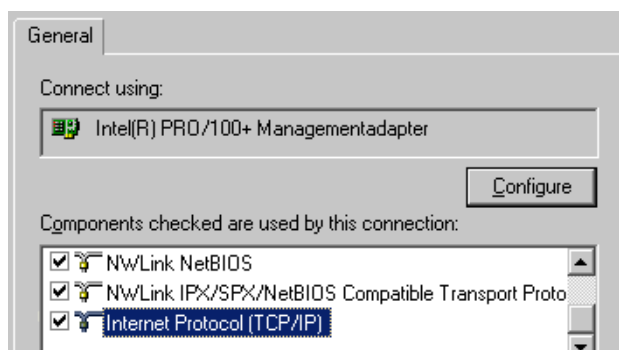 General
Connect using:
Intel(R) PRO/100+ Managementadapter
Configure
Components checked are used by this connection:
NWLink NetBIOS
NWLink IPX/SPX/NetBIOS Compatible Transport Proto
Internet Protocol (TCP/IP)